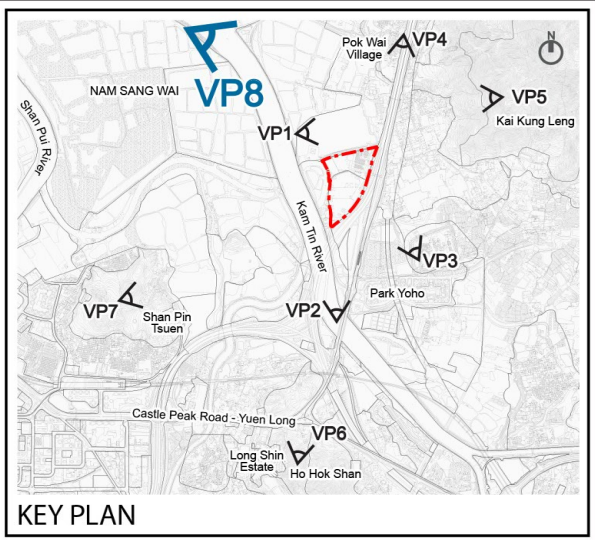 N
Pok Wai
Village
VP4
NAM SANG WAI
VP8
VP5
Kai Kung Leng
Shan Pui River
VP1
Kam Tin River
VP3
Park Yoho
VP7
Shan Pin
Tsuen
VP2
Castle Peak Road - Yuen Long
VP6
Long Shin
Estate
Ho Hok Shan
KEY PLAN